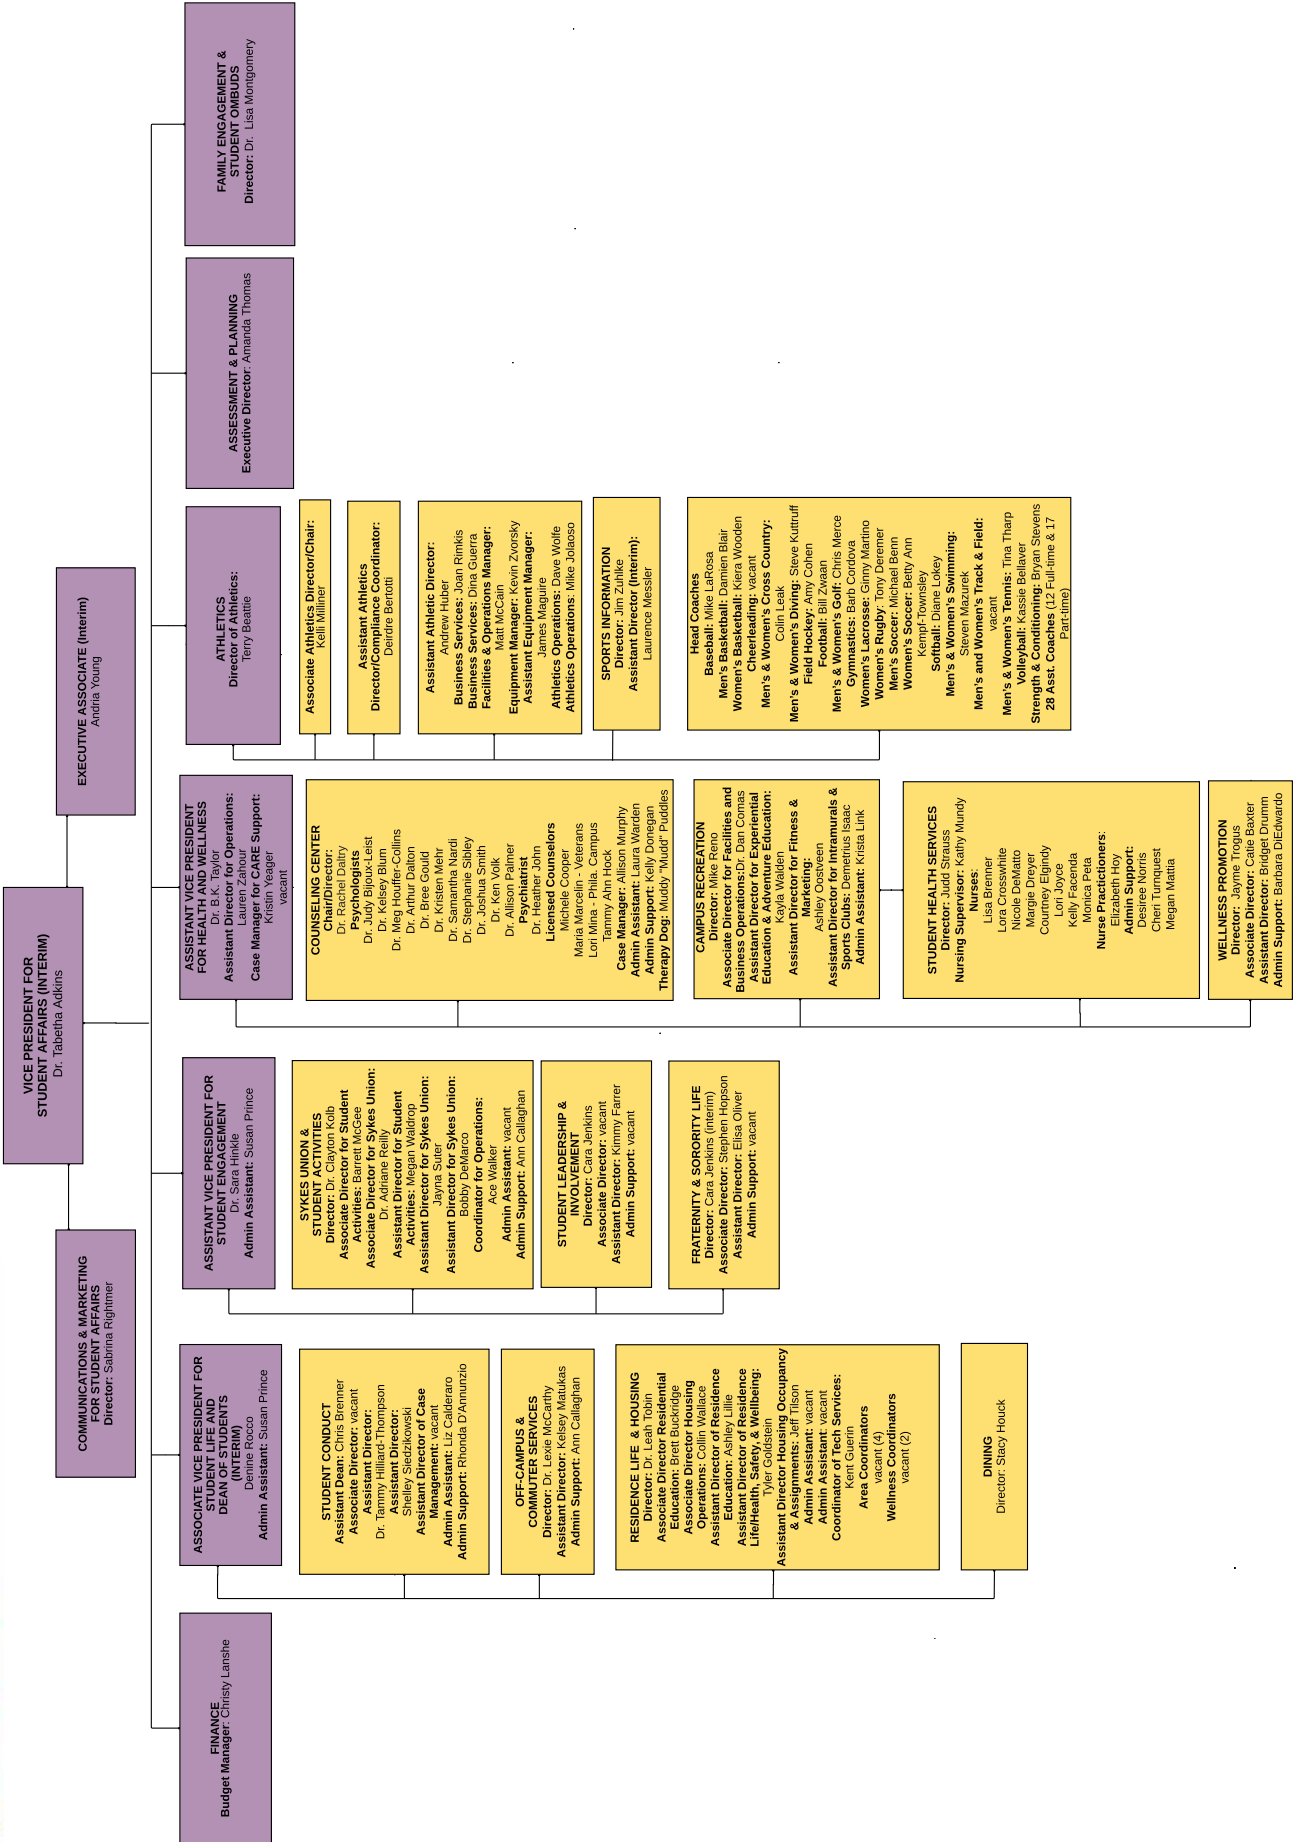 VICE PRESIDENT FOR
STUDENT AFFAIRS (INTERIM)
Dr. Tabetha Adkins
COMMUNICATIONS & MARKETING
FOR STUDENT AFFAIRS
Director: Sabrina Rightmer
EXECUTIVE ASSOCIATE (Interim)
Andria Young
FINANCE
Budget Manager: Christy Lanshe
ASSOCIATE VICE PRESIDENT FOR
STUDENT LIFE AND
DEAN OF STUDENTS
(INTERIM)
Denine Rocco
Admin Assistant: Susan Prince
STUDENT CONDUCT
Assistant Dean: Chris Brenner
Associate Director: vacant
Assistant Director:
Dr. Tammy Hilliard-Thompson
Assistant Director:
Shelley Siedzikowski
Assistant Director of Case
Management: vacant
Admin Assistant: Liz Calderaro
Admin Support: Rhonda D'Annunzio
OFF-CAMPUS &
COMMUTER SERVICES
Director: Dr. Lexie McCarthy
Assistant Director: Kelsey Matukas
Admin Support: Ann Callaghan
RESIDENCE LIFE & HOUSING
Director: Dr. Leah Tobin
Associate Director Residential
Education: Brett Buckridge
Associate Director Housing
Operations: Collin Wallace
Assistant Director of Residence
Education: Ashley Lillie
Assistant Director of Residence
Life/Health, Safety, & Wellbeing:
Tyler Goldstein
Assistant Director Housing Occupancy
& Assignments: Jeff Tilson
Admin Assistant: vacant
Admin Assistant: vacant
Coordinator of Tech Services:
Kent Guerin
Area Coordinators
vacant (4)
Wellness Coordinators
vacant (2)
DINING
Director: Stacy Houck
ASSISTANT VICE PRESIDENT FOR
STUDENT ENGAGEMENT
Dr. Sara Hinkle
Admin Assistant: Susan Prince
SYKES UNION &
STUDENT ACTIVITIES
Director: Dr. Clayton Kolb
Associate Director for Student
Activities: Barrett McGee
Associate Director for Sykes Union:
Dr. Adriane Reilly
Assistant Director for Student
Activities: Megan Waldrop
Assistant Director for Sykes Union:
Jayna Suter
Assistant Director for Sykes Union:
Bobby DeMarco
Coordinator for Operations:
Ace Walker
Admin Assistant: vacant
Admin Support: Ann Callaghan
STUDENT LEADERSHIP &
INVOLVEMENT
Director: Cara Jenkins
Associate Director: vacant
Assistant Director: Kimmy Farrer
Admin Support: vacant
FRATERNITY & SORORITY LIFE
Director: Cara Jenkins (interim)
Associate Director: Stephen Hopson
Assistant Director: Elisa Oliver
Admin Support: vacant
ASSISTANT VICE PRESIDENT
FOR HEALTH AND WELLNESS
Dr. B.K. Taylor
Assistant Director for Operations:
Lauren Zahour
Case Manager for CARE Support:
Kristin Yeager
vacant
COUNSELING CENTER
Chair/Director:
Dr. Rachel Daltry
Psychologists
Dr. Judy Bijoux-Leist
Dr. Kelsey Blum
Dr. Meg Houffer-Collins
Dr. Arthur Dalton
Dr. Bree Gould
Dr. Kristen Mehr
Dr. Samantha Nardi
Dr. Stephanie Sibley
Dr. Joshua Smith
Dr. Ken Volk
Dr. Allison Palmer
Psychiatrist
Dr. Heather John
Licensed Counselors
Michele Cooper
Maria Marcelin - Veterans
Lori Mina - Phila. Campus
Tammy Ahn Hock
Case Manager: Allison Murphy
Admin Assistant: Laura Warden
Admin Support: Kelly Donegan
Therapy Dog: Muddy "Mudd" Puddles
CAMPUS RECREATION
Director: Mike Reno
Associate Director for Facilities and
Business Operations:Dr. Dan Comas
Assistant Director for Experiential
Education & Adventure Education:
Kayla Walden
Assistant Director for Fitness &
Marketing:
Ashley Oostveen
Assistant Director for Intramurals &
Sports Clubs: Demetrius Isaac
Admin Assistant: Krista Link
STUDENT HEALTH SERVICES
Director: Judd Strauss
Nursing Supervisor: Kathy Mundy
Nurses:
Lisa Brenner
Lora Crosswhite
Nicole DeMatto
Margie Dreyer
Courtney Elgindy
Lori Joyce
Kelly Facenda
Monica Peta
Nurse Practictioners:
Elizabeth Hoy
Admin Support:
Desire Norris
Cheri Turnquest
Megan Mattia
WELLNESS PROMOTION
Director: Jayme Trogus
Associate Director: Catie Baxter
Assistant Director: Bridget Drumm
Admin Support: Barbara DiEdwardo
ATHLETICS
Director of Athletics:
Terry Beattie
Associate Athletics Director/Chair:
Kelli Milliner
Assistant Athletics
Director/Compliance Coordinator:
Deirdre Bertotti
Assistant Athletic Director:
Andrew Huber
Business Services: Joan Rimkis
Business Services: Dina Guerra
Facilities & Operations Manager:
Matt McCain
Equipment Manager: Kevin Zvorsky
Assistant Equipment Manager:
James Maguire
Athletics Operations: Dave Wolfe
Athletics Operations: Mike Jolaoso
SPORTS INFORMATION
Director: Jim Zuhlke
Assistant Director (Interim):
Laurence Messler
Head Coaches
Baseball: Mike LaRosa
Men's Basketball: Damien Blair
Women's Basketball: Kiera Wooden
Cheerleading: vacant
Men's & Women's Cross Country:
Colin Leak
Men's & Women's Diving: Steve Kuttruff
Field Hockey: Amy Cohen
Football: Bill Zwaan
Men's & Women's Golf: Chris Merce
Gymnastics: Barb Cordova
Women's Lacrosse: Ginny Martino
Women's Rugby: Tony Deremer
Men's Soccer: Michael Benn
Women's Soccer: Betty Ann
Kempf-Townsley
Softball: Diane Lokey
Men's & Women's Swimming:
Steven Mazurek
Men's and Women's Track & Field:
vacant
Men's & Women's Tennis: Tina Tharp
Volleyball: Kassie Bellaver
Strength & Conditioning: Bryan Stevens
28 Asst. Coaches (12 Full-time & 17
Part-time)
ASSESSMENT & PLANNING
Executive Director: Amanda Thomas
FAMILY ENGAGEMENT &
STUDENT OMBUDS
Director: Dr. Lisa Montgomery